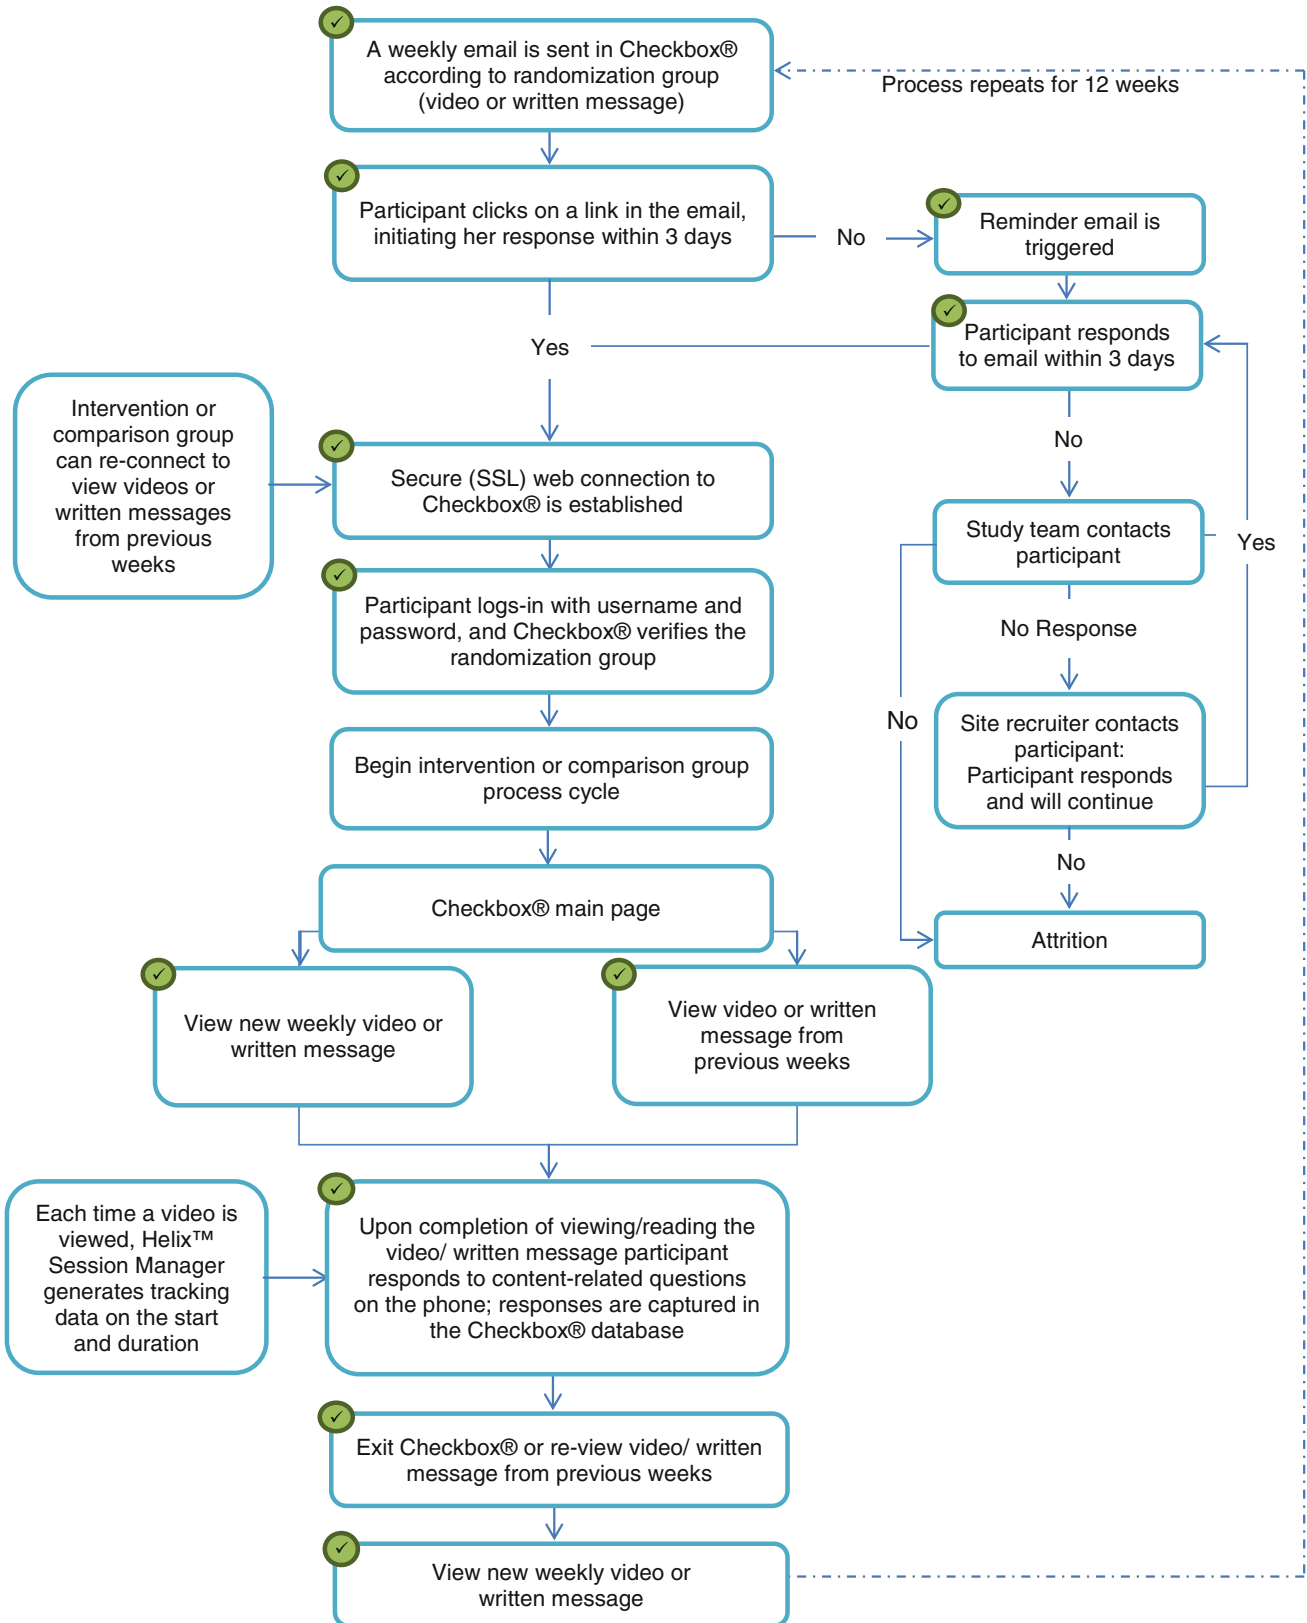 A weekly email is sent in Checkbox®
according to randomization group
(video or written message)
Process repeats for 12 weeks
Participant clicks on a link in the email,
initiating her response within 3 days
No
Reminder email is
triggered
Participant responds
to email within 3 days
Yes
Intervention or
comparison group
can re-connect to
view videos or
written messages
from previous
weeks
Secure (SSL) web connection to
Checkbox® is established
No
Study team contacts
participant
Yes
Participant logs-in with username and
password, and Checkbox® verifies the
randomization group
No Response
No
Site recruiter contacts
participant:
Participant responds
and will continue
Begin intervention or comparison group
process cycle
No
Checkbox® main page
Attrition
View new weekly video or
written message
View video or written
message from
previous weeks
Each time a video is
viewed, Helix™
Session Manager
generates tracking
data on the start
and duration
Upon completion of viewing/reading the
video/ written message participant
responds to content-related questions
on the phone; responses are captured in
the Checkbox® database
Exit Checkbox® or re-view video/ written
message from previous weeks
View new weekly video or
written message